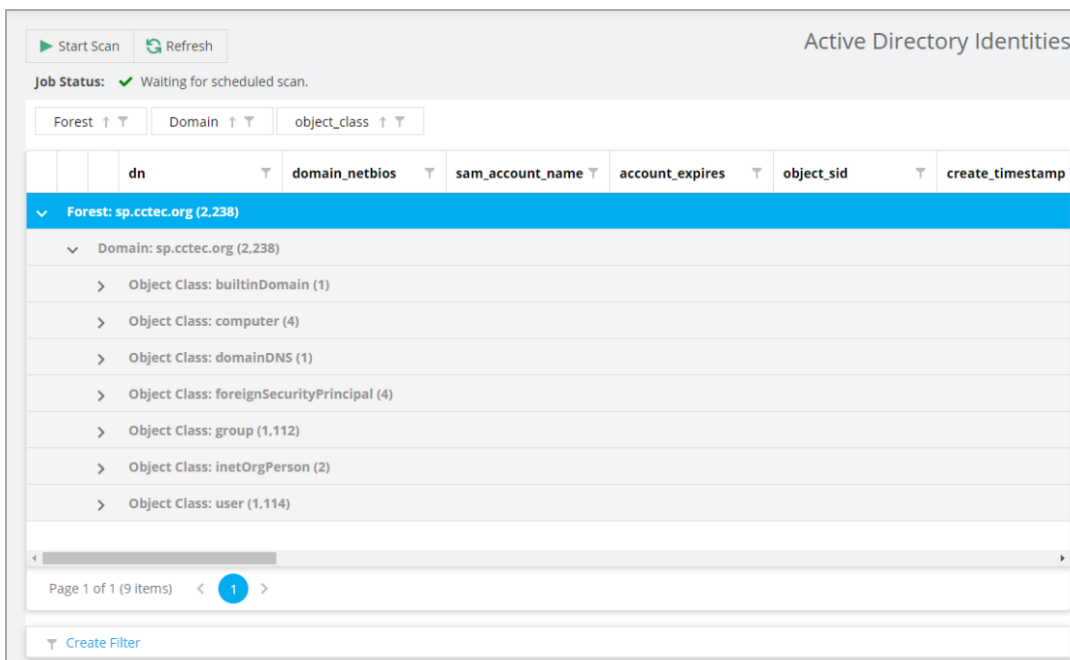 Start Scan Refresh Active Directory Identities
Job Status: Waiting for scheduled scan.
Forest Domain object_class
dn domain_netbios sam_account_name account_expires object_sid create_timestamp
Forest: sp.cctec.org (2,238)
Domain: sp.cctec.org (2,238)
Object Class: builtinDomain (1)
Object Class: computer (4)
Object Class: domainDNS (1)
Object Class: foreignSecurityPrincipal (4)
Object Class: group (1,112)
Object Class: inetOrgPerson (2)
Object Class: user (1,114)
Page 1 of 1 (9 items) 1
Create Filter